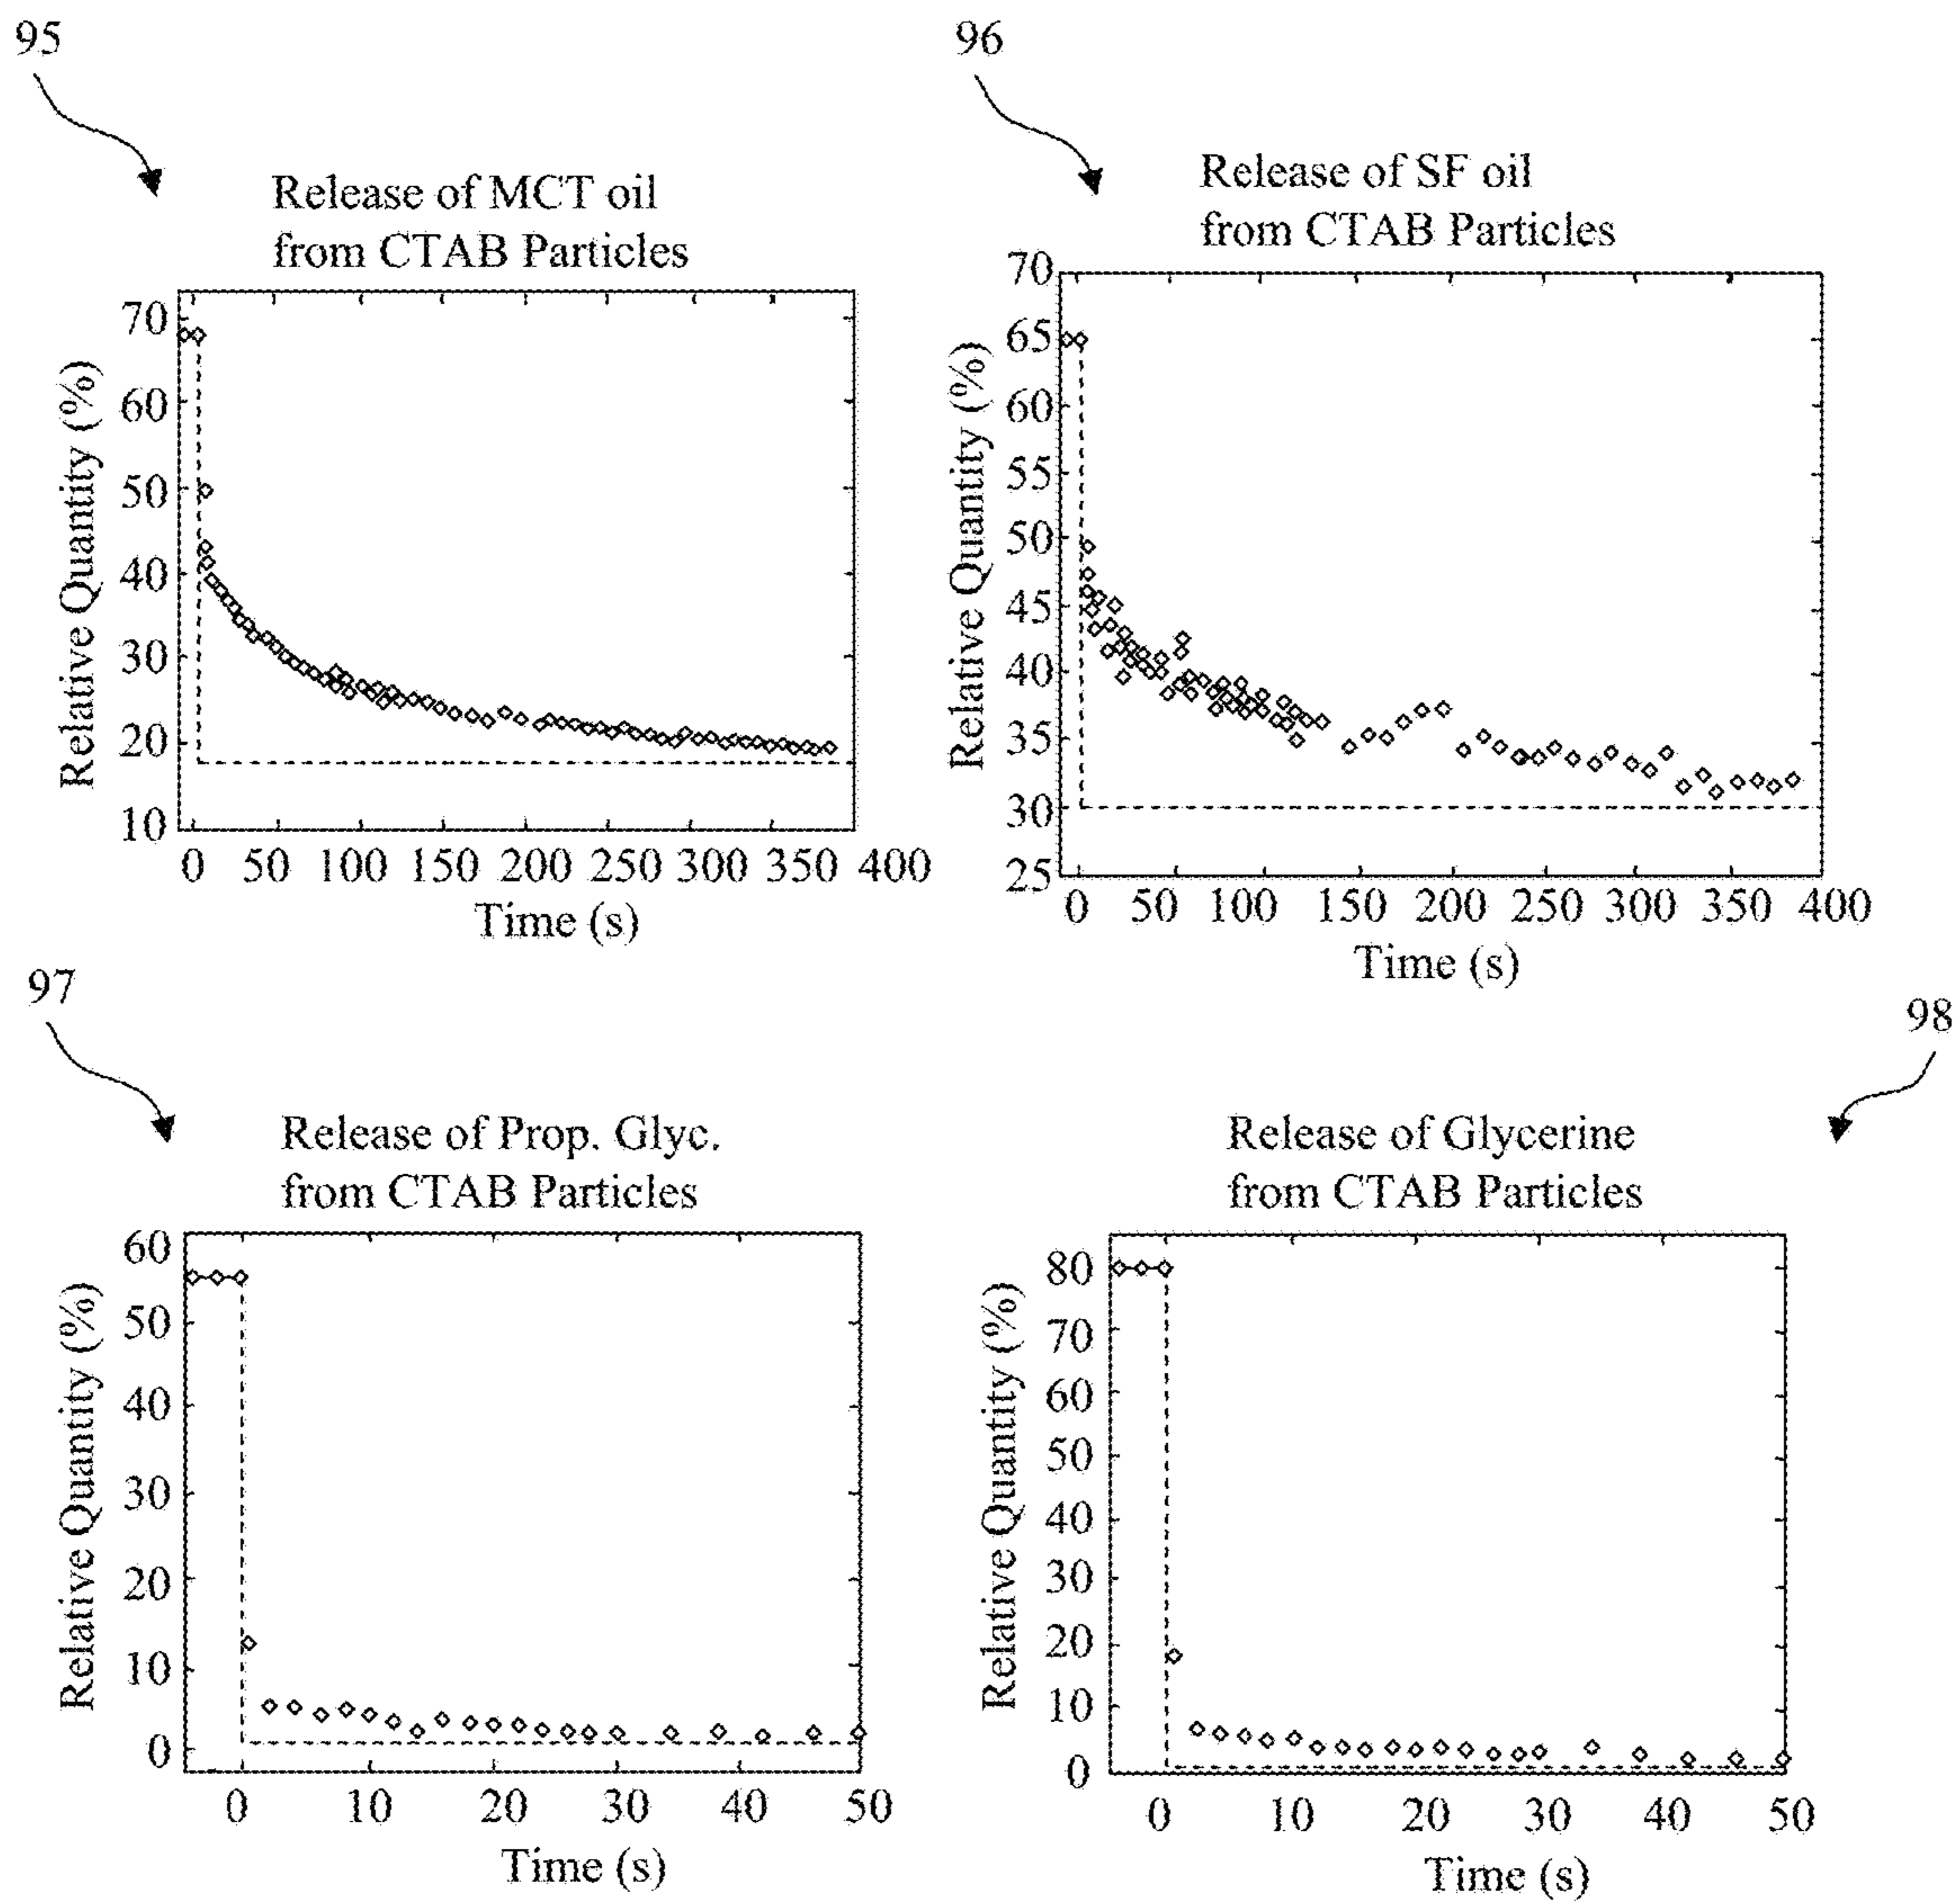 95
96
Release of MCT oil
from CTAB Particles
Release of SF oil
from CTAB Particles
Relative Quantity (%)
70
60
50
40
30
20
10
0 50 100 150 200 250 300 350 400
Time (s)
Relative Quantity (%)
70
65
60
55
50
45
40
35
30
25
0 50 100 150 200 250 300 350 400
Time (s)
97
98
Release of Prop. Glyc.
from CTAB Particles
Release of Glycerine
from CTAB Particles
Relative Quantity (%)
60
50
40
30
20
10
0
0 10 20 30 40 50
Time (s)
Relative Quantity (%)
80
70
60
50
40
30
20
10
0
0 10 20 30 40 50
Time (s)